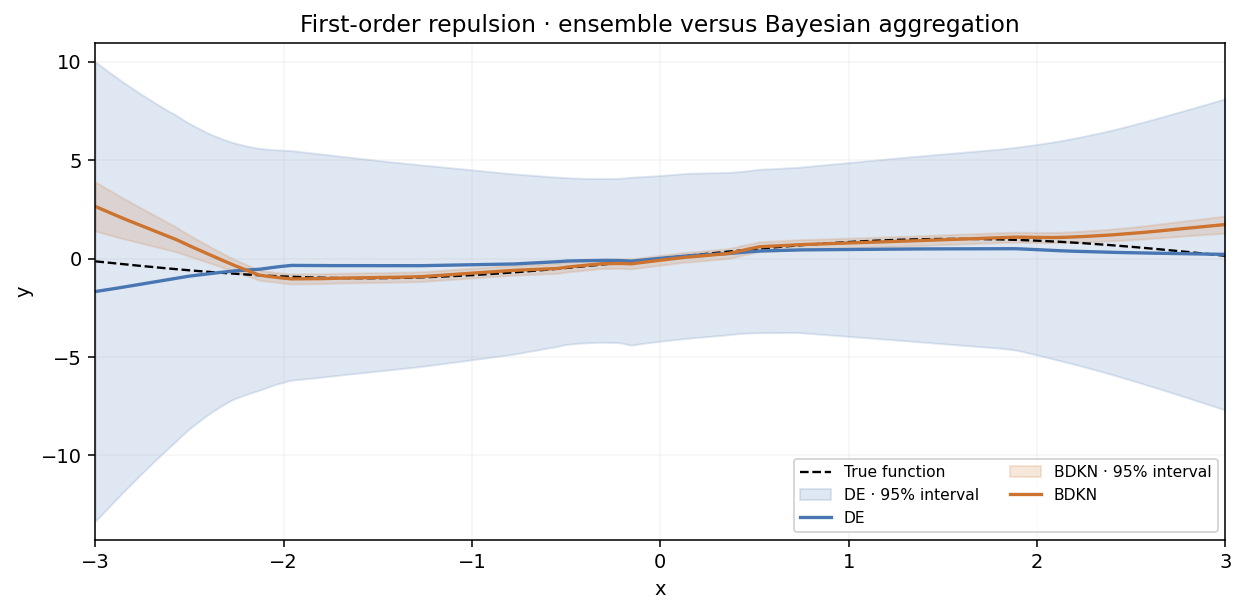 First-order repulsion · ensemble versus Bayesian aggregation
y
10
5
0
−5
−10
−3
−2
−1
0
1
2
3
x
True function
DE · 95% interval
DE
BDKN · 95% interval
BDKN